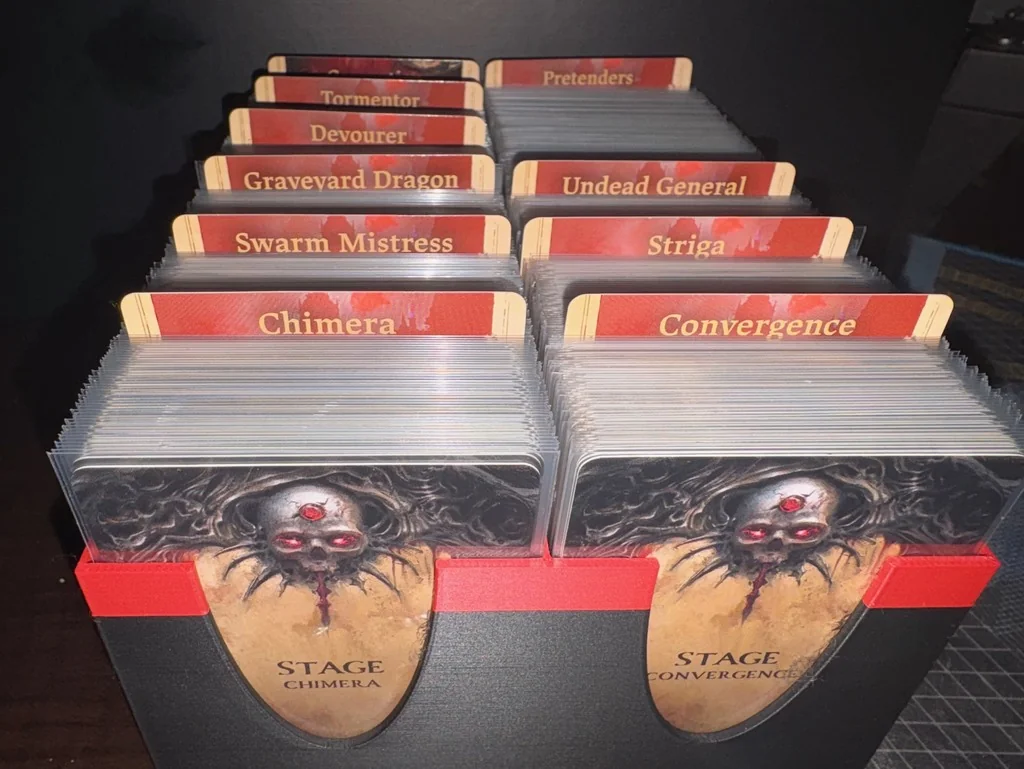 Pretenders
Tormentor
Devourer
Graveyard Dragon
Undead General
Swarm Mistress
Striga
Chimera
Convergence
STAGE
CHIMERA
STAGE
CONVERGENCE